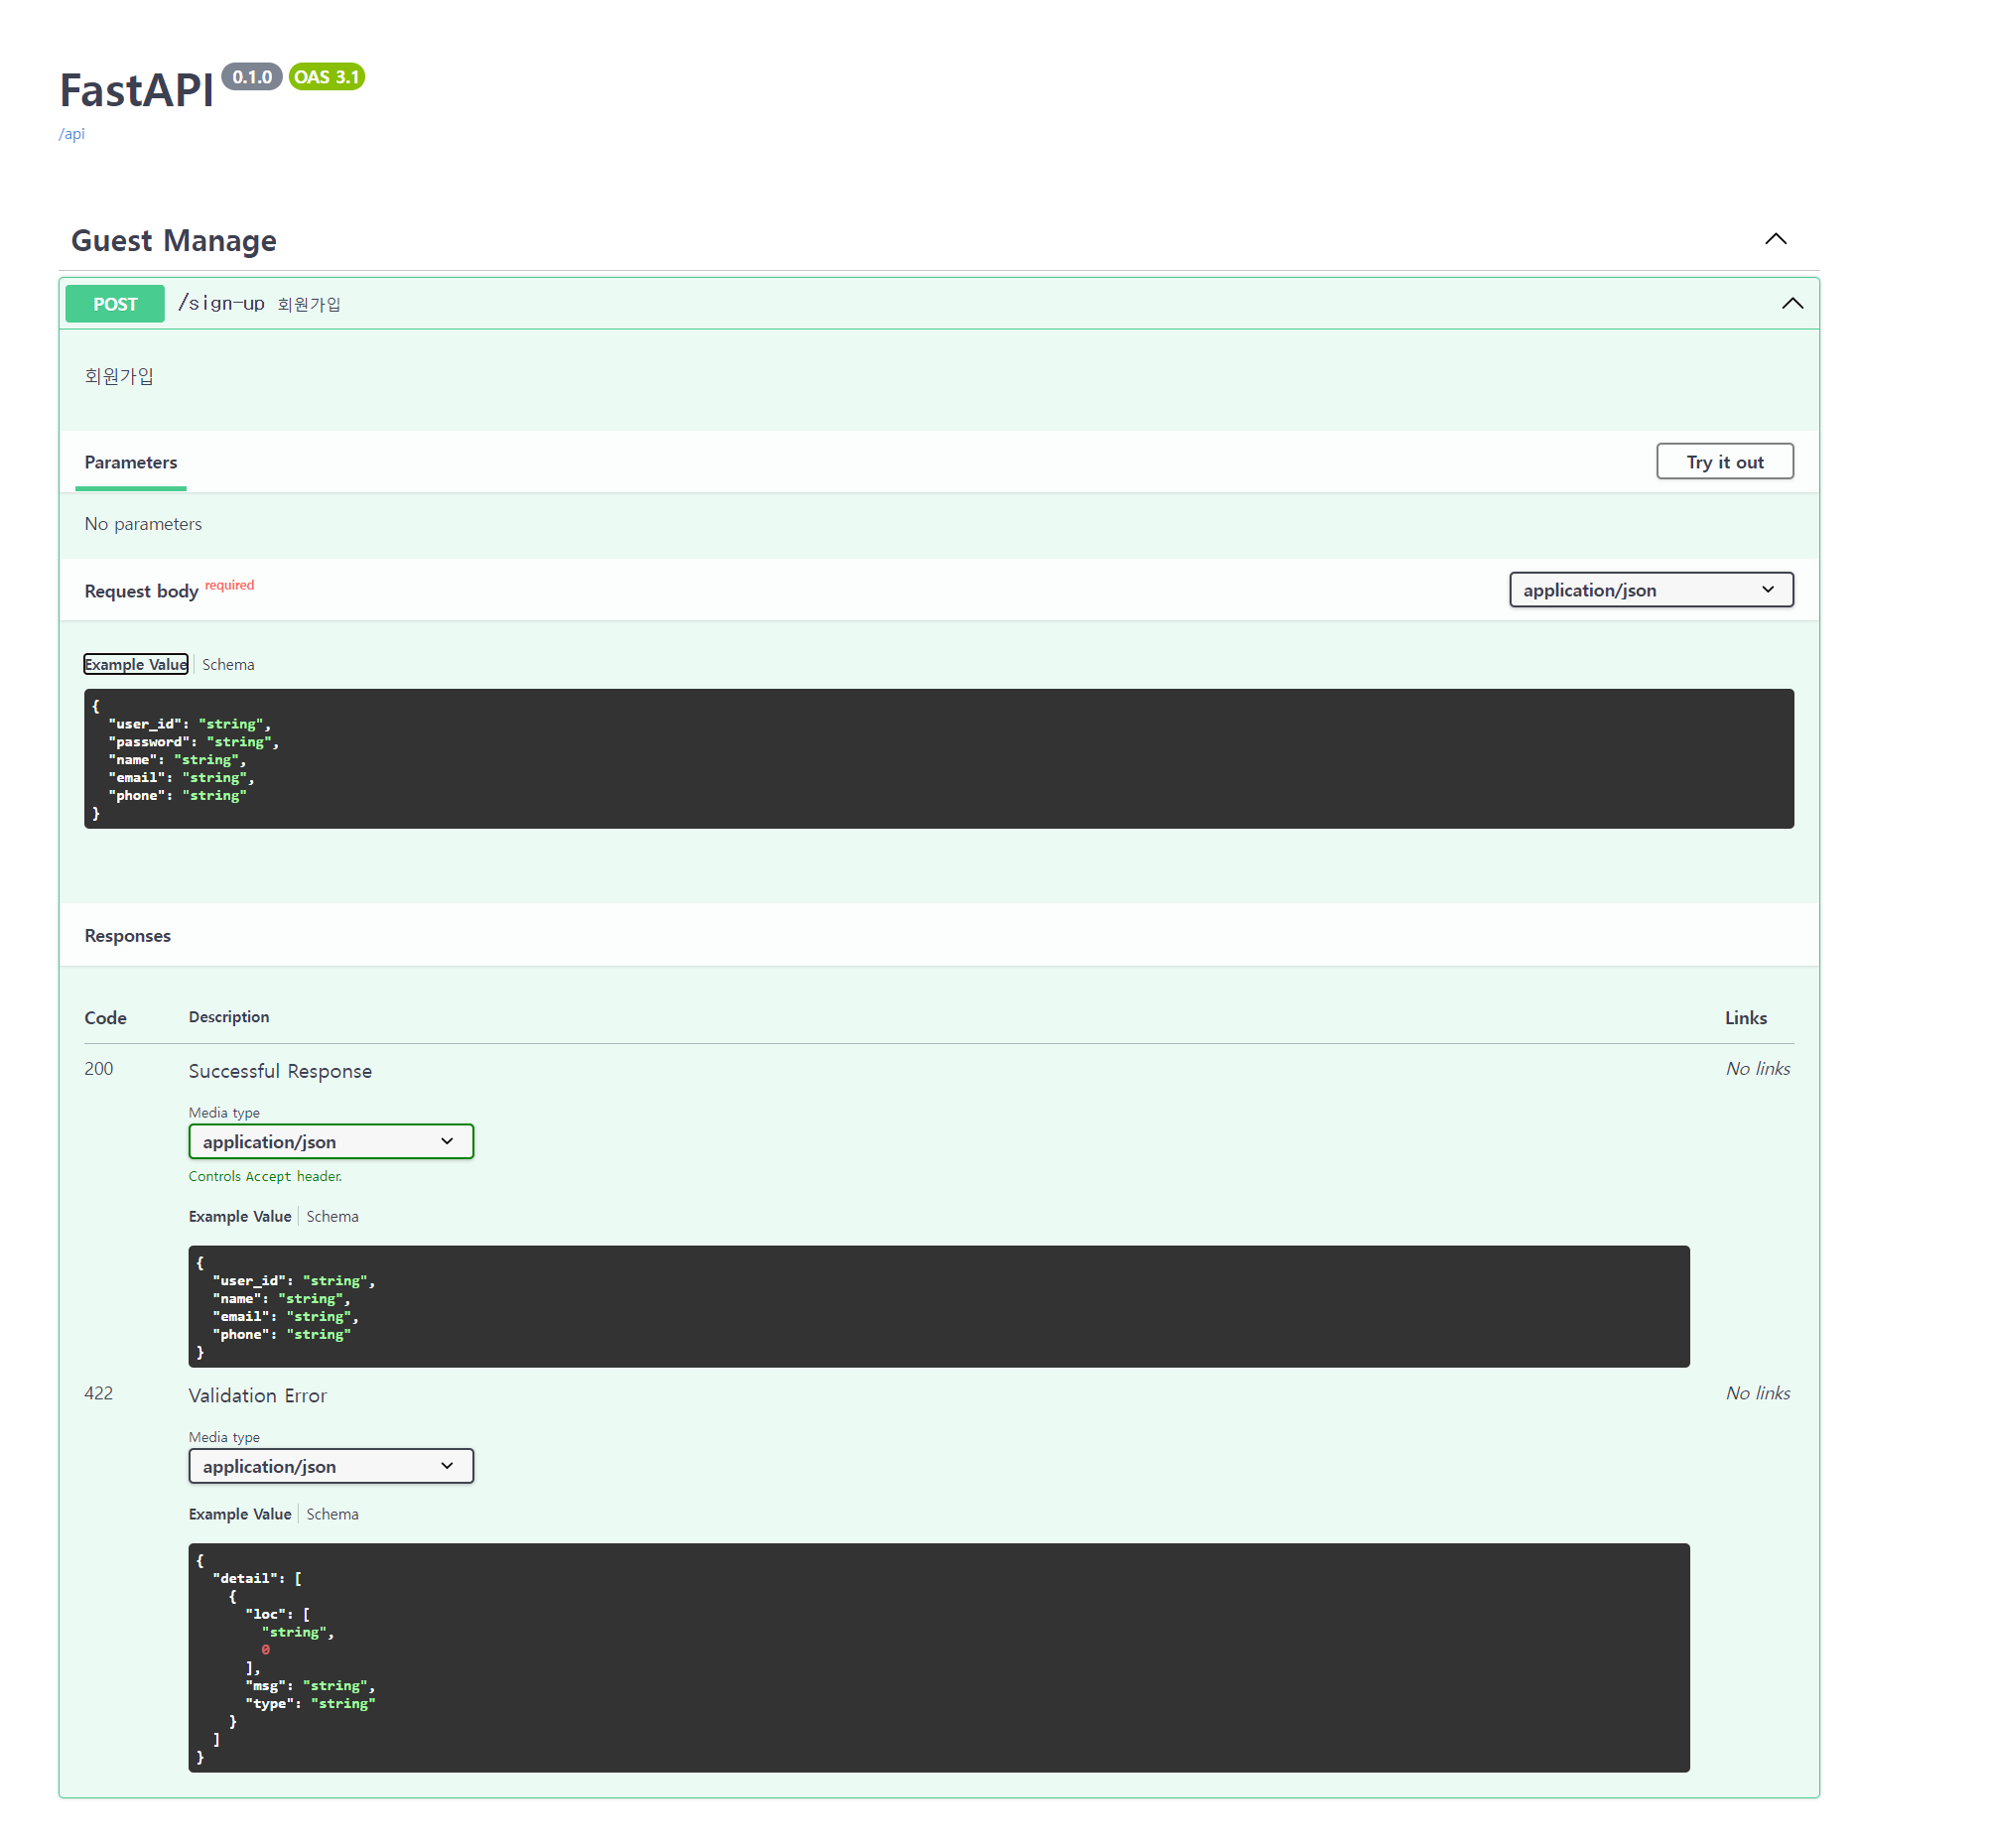 FastAPI 0.1.0 OAS 3.1
/api
Guest Manage
POST /sign-up 회원가입
회원가입
Parameters Try it out
No parameters
Request body required application/json
Example Value Schema
{
  "user_id": "string",
  "password": "string",
  "name": "string",
  "email": "string",
  "phone": "string"
}
Responses
Code Description Links
200 Successful Response No links
Media type
application/json
Controls Accept header.
Example Value Schema
{
  "user_id": "string",
  "name": "string",
  "email": "string",
  "phone": "string"
}
422 Validation Error No links
Media type
application/json
Example Value Schema
{
  "detail": [
    {
      "loc": [
        "string",
        0
      ],
      "msg": "string",
      "type": "string"
    }
  ]
}